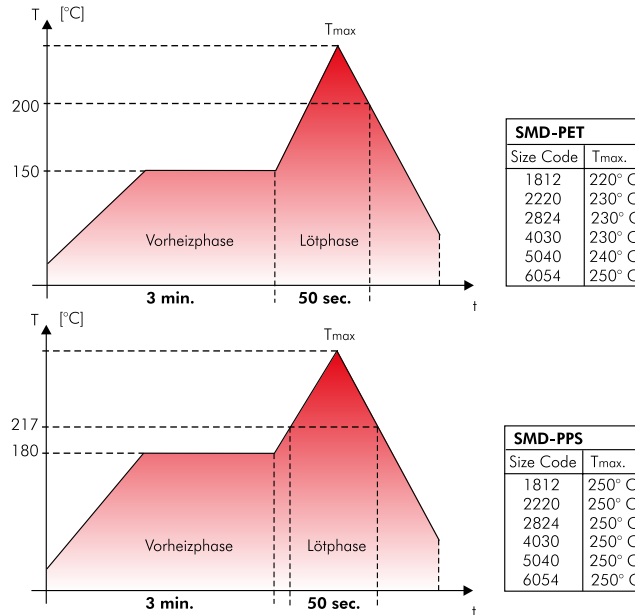 T [°C]
Tmax
200
150
Vorheizphase Lötphase
3 min. 50 sec.
t
SMD-PET
Size Code Tmax.
1812 220° C
2220 230° C
2824 230° C
4030 230° C
5040 240° C
6054 250° C
T [°C]
Tmax
217
180
Vorheizphase Lötphase
3 min. 50 sec.
t
SMD-PPS
Size Code Tmax.
1812 250° C
2220 250° C
2824 250° C
4030 250° C
5040 250° C
6054 250° C